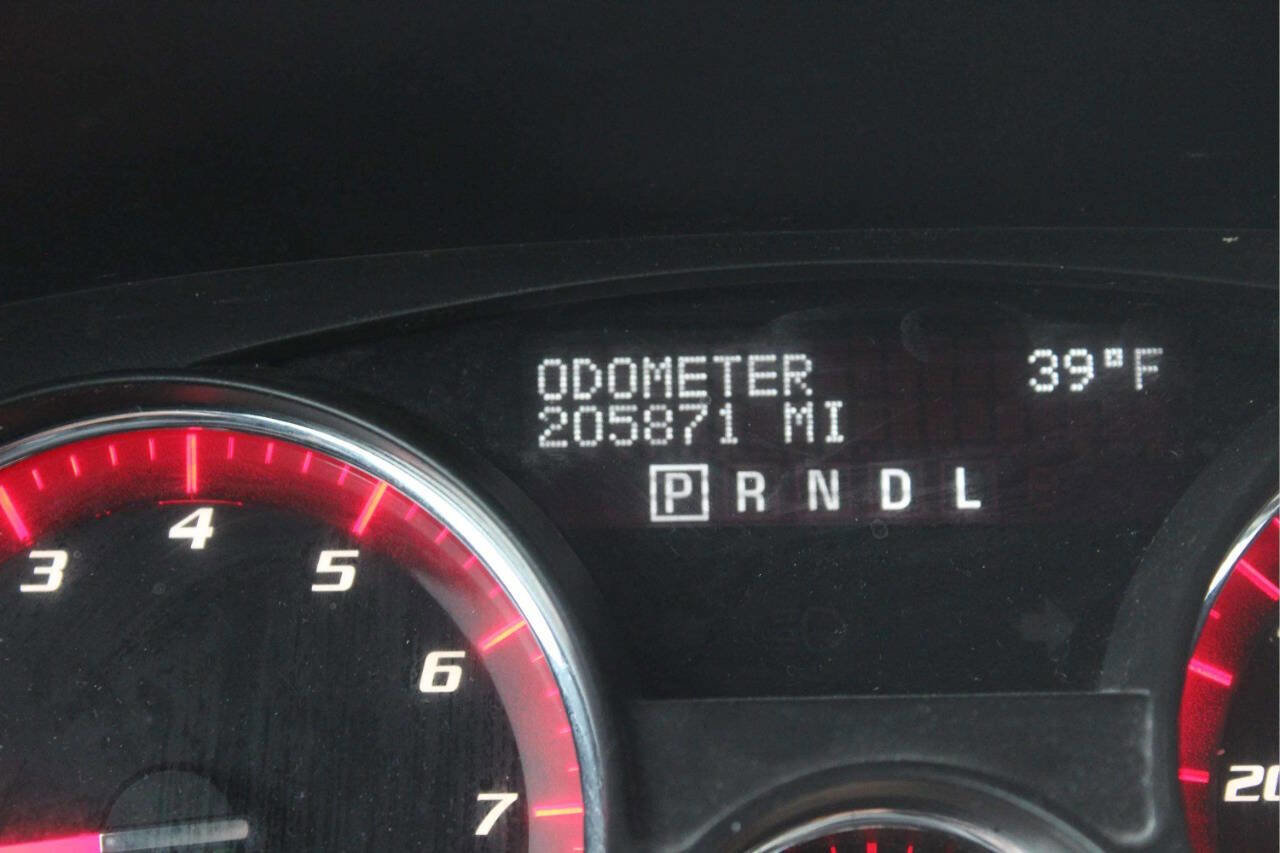 ODOMETER 39°F
205871 MI
P R N D L
3 4 5 6 7
20